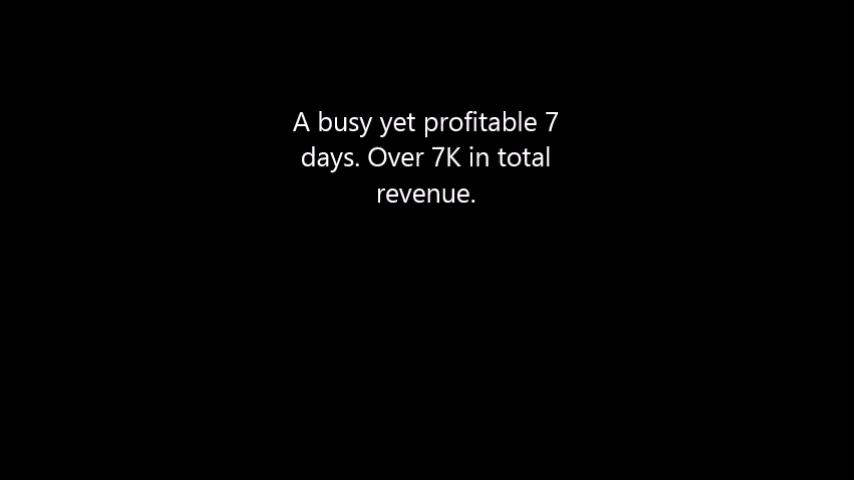 A busy yet profitable 7
days. Over 7K in total
revenue.